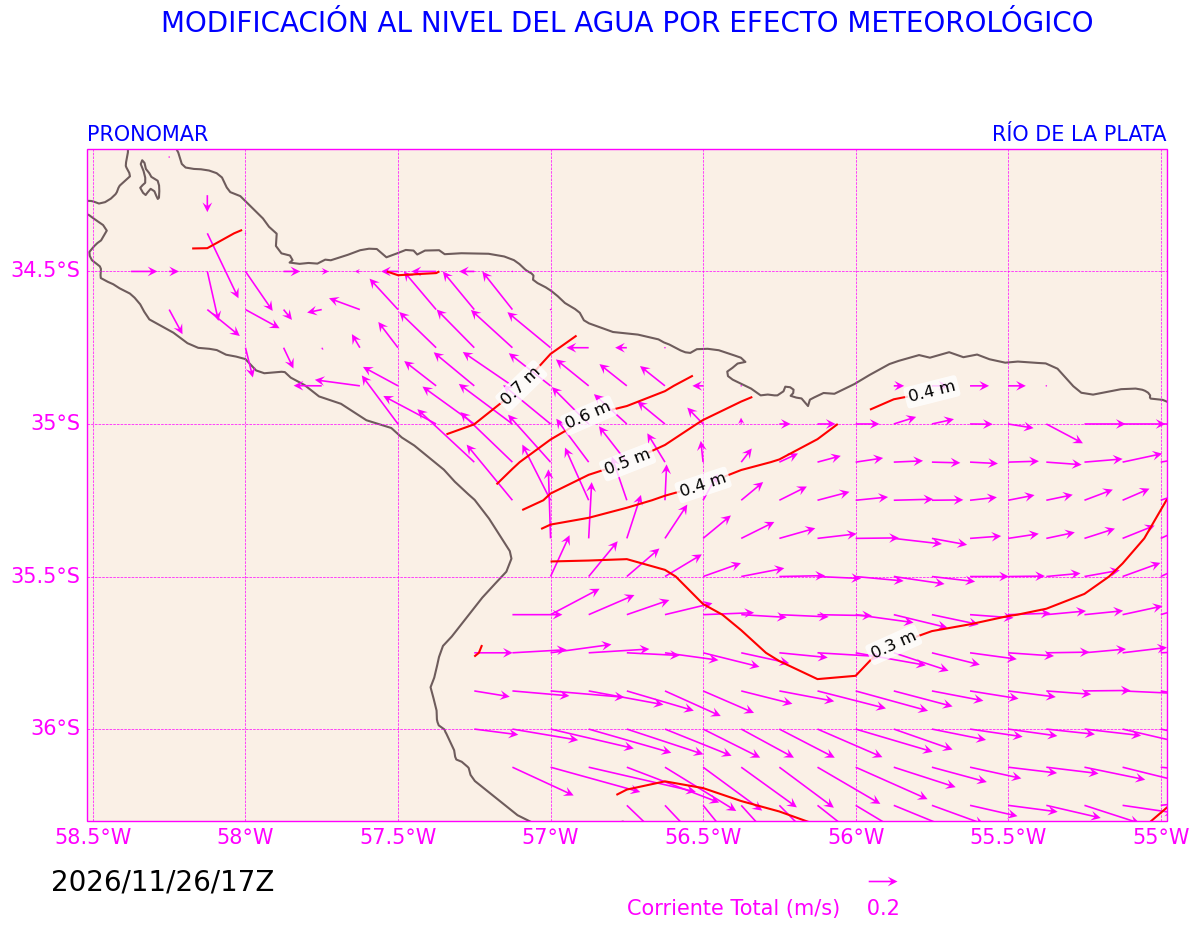 MODIFICACIÓN AL NIVEL DEL AGUA POR EFECTO METEOROLÓGICO
PRONOMAR
RÍO DE LA PLATA
34.5°S
35°S
35.5°S
36°S
0.7 m
0.6 m
0.5 m
0.4 m
0.4 m
0.3 m
58.5°W
58°W
57.5°W
57°W
56.5°W
56°W
55.5°W
55°W
2026/11/26/17Z
Corriente Total (m/s)
0.2